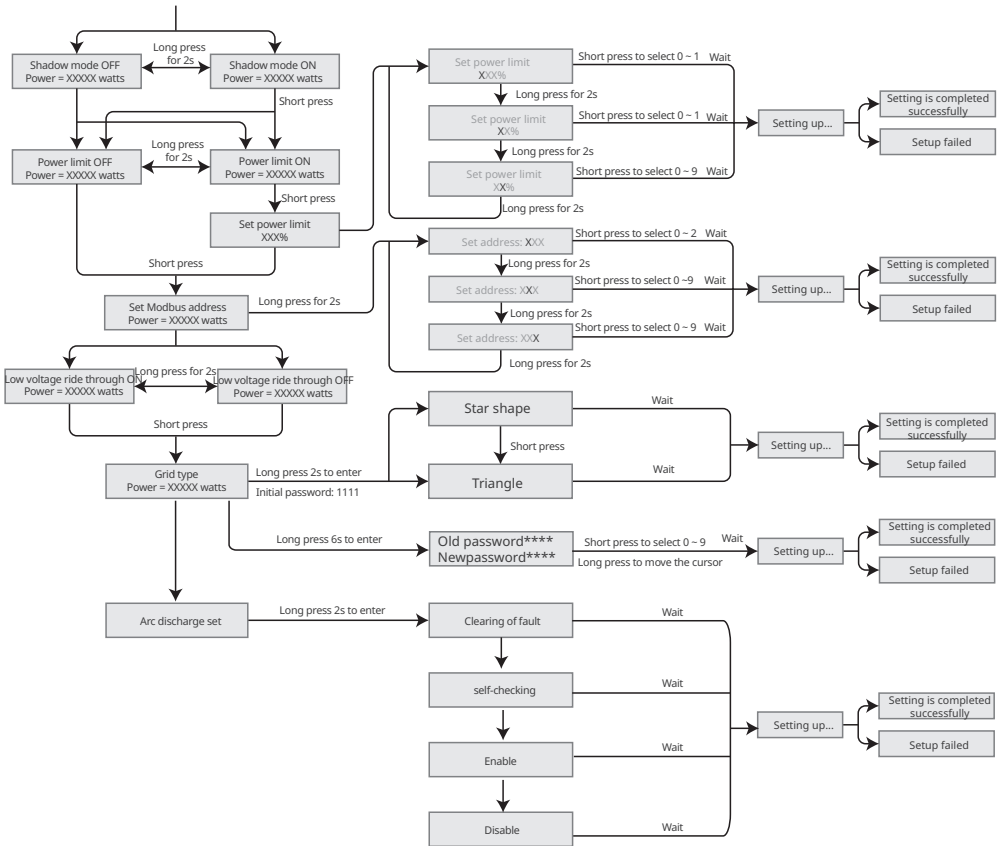 Shadow mode OFF
Power = XXXXX watts
Long press
for 2s
Shadow mode ON
Power = XXXXX watts
Short press
Power limit OFF
Power = XXXXX watts
Long press
for 2s
Power limit ON
Power = XXXXX watts
Short press
Set power limit
XXX%
Short press
Set power limit
XXX%
Short press to select 0 ~ 1
Wait
Long press for 2s
Set power limit
XX%
Short press to select 0 ~ 1
Wait
Long press for 2s
Set power limit
XX%
Short press to select 0 ~ 9
Wait
Long press for 2s
Setting up...
Setting is completed
successfully
Setup failed
Set Modbus address
Power = XXXXX watts
Long press for 2s
Set address: XXX
Short press to select 0 ~ 2
Wait
Long press for 2s
Set address: XXX
Short press to select 0 ~9
Wait
Long press for 2s
Set address: XXX
Short press to select 0 ~ 9
Wait
Long press for 2s
Setting up...
Setting is completed
successfully
Setup failed
Low voltage ride through ON
Power = XXXXX watts
Long press for 2s
Low voltage ride through OFF
Power = XXXXX watts
Short press
Grid type
Power = XXXXX watts
Long press 2s to enter
Initial password: 1111
Star shape
Wait
Short press
Triangle
Wait
Setting up...
Setting is completed
successfully
Setup failed
Long press 6s to enter
Old password****
Newpassword****
Short press to select 0 ~ 9
Wait
Long press to move the cursor
Setting up...
Setting is completed
successfully
Setup failed
Arc discharge set
Long press 2s to enter
Clearing of fault
Wait
self-checking
Wait
Enable
Wait
Disable
Wait
Setting up...
Setting is completed
successfully
Setup failed